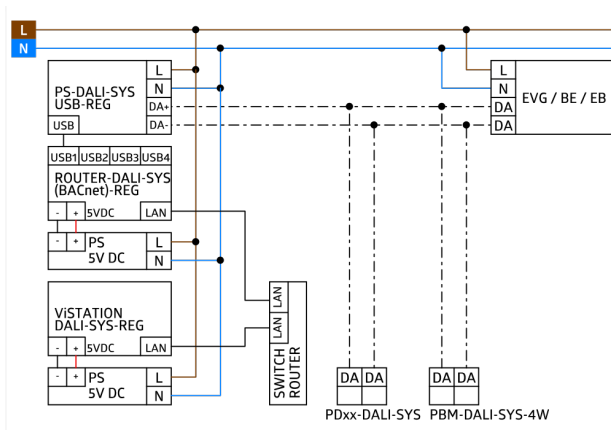 L
N
PS-DALI-SYS
USB-REG
L
N
DA+
DA-
USB
EVG / BE / EB
L
N
DA
DA
USB1 USB2 USB3 USB4
ROUTER-DALI-SYS
(BACnet)-REG
- + 5VDC LAN
- + PS
5V DC
L
N
ViSTATION
DALI-SYS-REG
- + 5VDC LAN
- + PS
5V DC
L
N
LAN
LAN
SWITCH
ROUTER
DA DA
PDxx-DALI-SYS
DA DA
PBM-DALI-SYS-4W